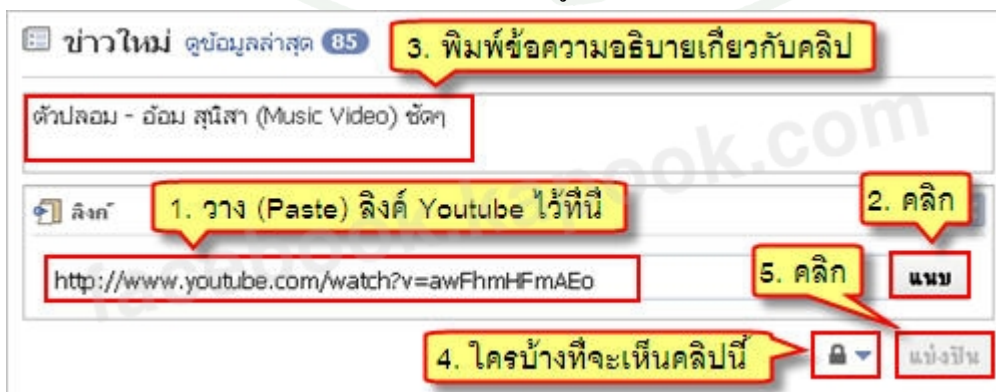 ข่าวใหม่ ดูข้อมูลล่าสุด 85
3. พิมพ์ข้อความอธิบายเกี่ยวกับคลิป
ตัวปลอม - อ้อม สุนิสา (Music Video) ชัดๆ
ลิงก์
1. วาง (Paste) ลิงค์ Youtube ไว้ที่นี่
2. คลิก
http://www.youtube.com/watch?v=awFhmHFmAEo
5. คลิก
แนบ
4. ใครบ้างที่จะเห็นคลิปนี้
แบ่งปัน
facebook.kapook.com